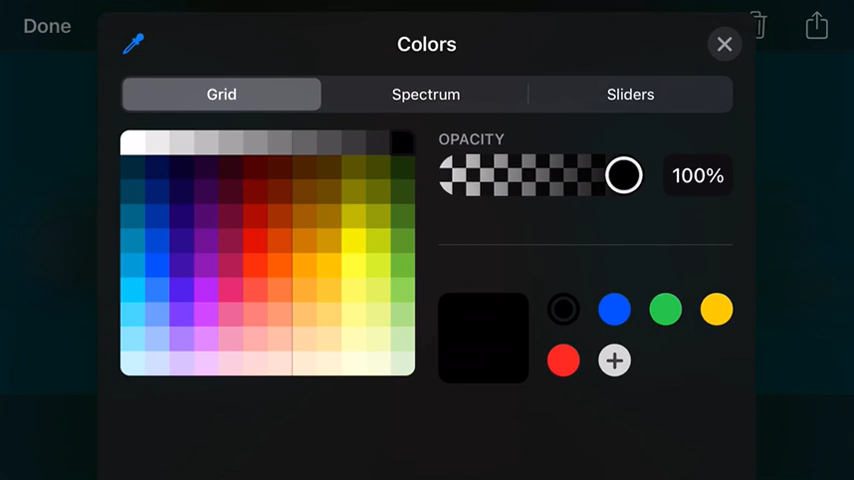 Done
Colors
Grid
Spectrum
Sliders
OPACITY
100%